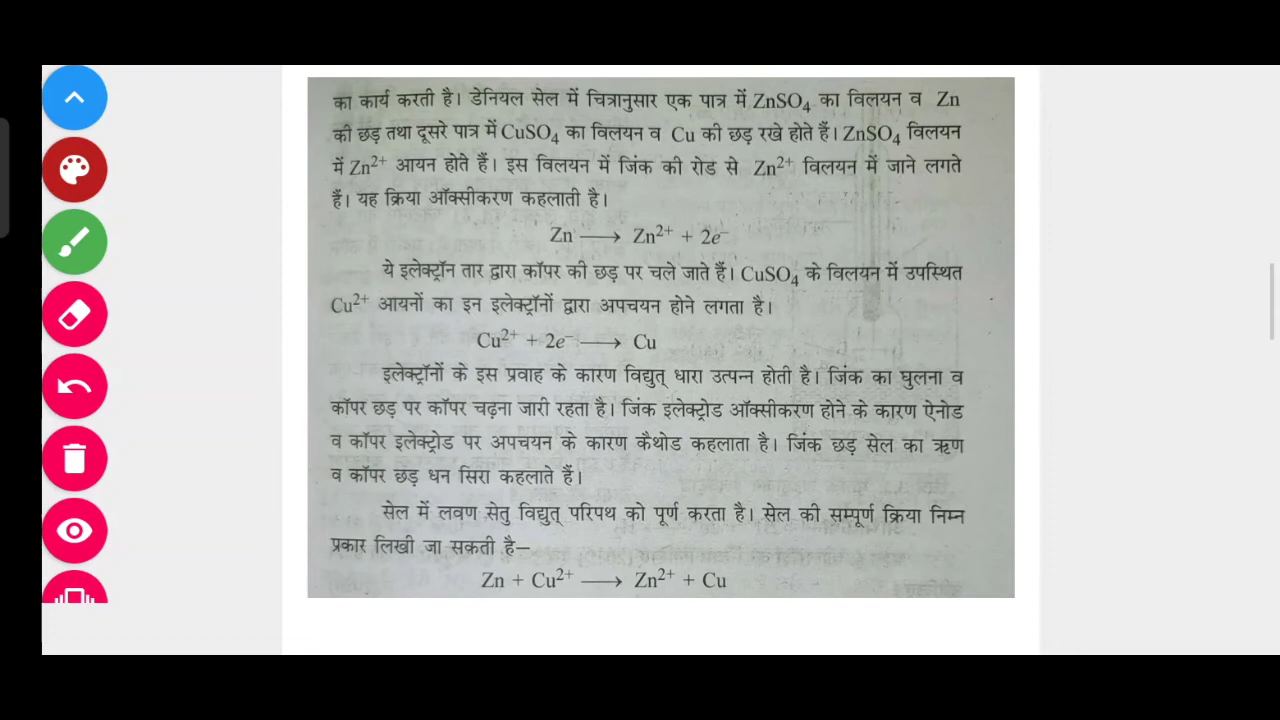 का कार्य करती है। डेनियल सेल में चित्रानुसार एक पात्र में ZnSO₄ का विलयन व Zn
की छड़ तथा दूसरे पात्र में CuSO₄ का विलयन व Cu की छड़ रखे होते हैं। ZnSO₄ विलयन
में Zn²⁺ आयन होते हैं। इस विलयन में जिंक की रोड से Zn²⁺ विलयन में जाने लगते
हैं। यह क्रिया ऑक्सीकरण कहलाती है।
Zn ⟶ Zn²⁺ + 2e⁻
ये इलेक्ट्रॉन तार द्वारा कॉपर की छड़ पर चले जाते हैं। CuSO₄ के विलयन में उपस्थित
Cu²⁺ आयनों का इन इलेक्ट्रॉनों द्वारा अपचयन होने लगता है।
Cu²⁺ + 2e⁻ ⟶ Cu
इलेक्ट्रॉनों के इस प्रवाह के कारण विद्युत् धारा उत्पन्न होती है। जिंक का घुलना व
कॉपर छड़ पर कॉपर चढ़ना जारी रहता है। जिंक इलेक्ट्रोड ऑक्सीकरण होने के कारण ऐनोड
व कॉपर इलेक्ट्रोड पर अपचयन के कारण कैथोड कहलाता है। जिंक छड़ सेल का ऋण
व कॉपर छड़ धन सिरा कहलाते हैं।
सेल में लवण सेतु विद्युत् परिपथ को पूर्ण करता है। सेल की सम्पूर्ण क्रिया निम्न
प्रकार लिखी जा सकती है–
Zn + Cu²⁺ ⟶ Zn²⁺ + Cu